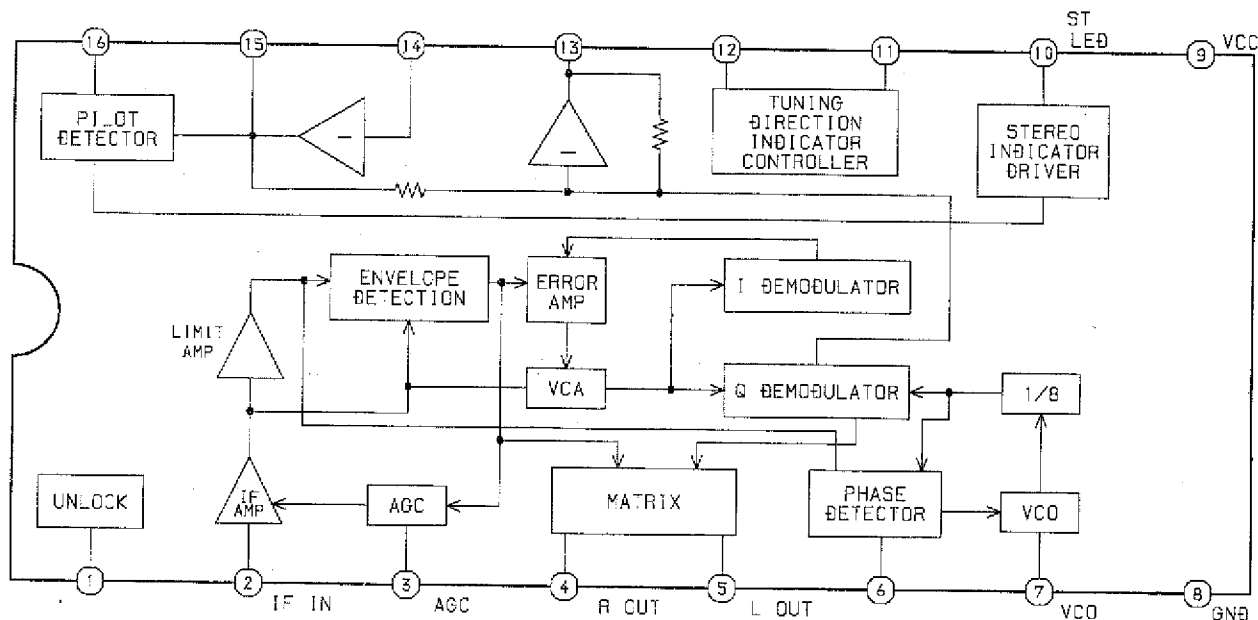 ST
LED
VCC
16
15
14
13
12
11
10
9
PILOT
DETECTOR
TUNING
DIRECTION
INDICATOR
CONTROLLER
STEREO
INDICATOR
DRIVER
ENVELOPE
DETECTION
ERROR
AMP
I DEMODULATOR
LIMIT
AMP
VCA
Q DEMODULATOR
1/8
UNLOCK
IF
AMP
AGC
MATRIX
PHASE
DETECTOR
VCO
1
2
3
4
5
6
7
8
IF IN
AGC
R OUT
L OUT
VCO
GND